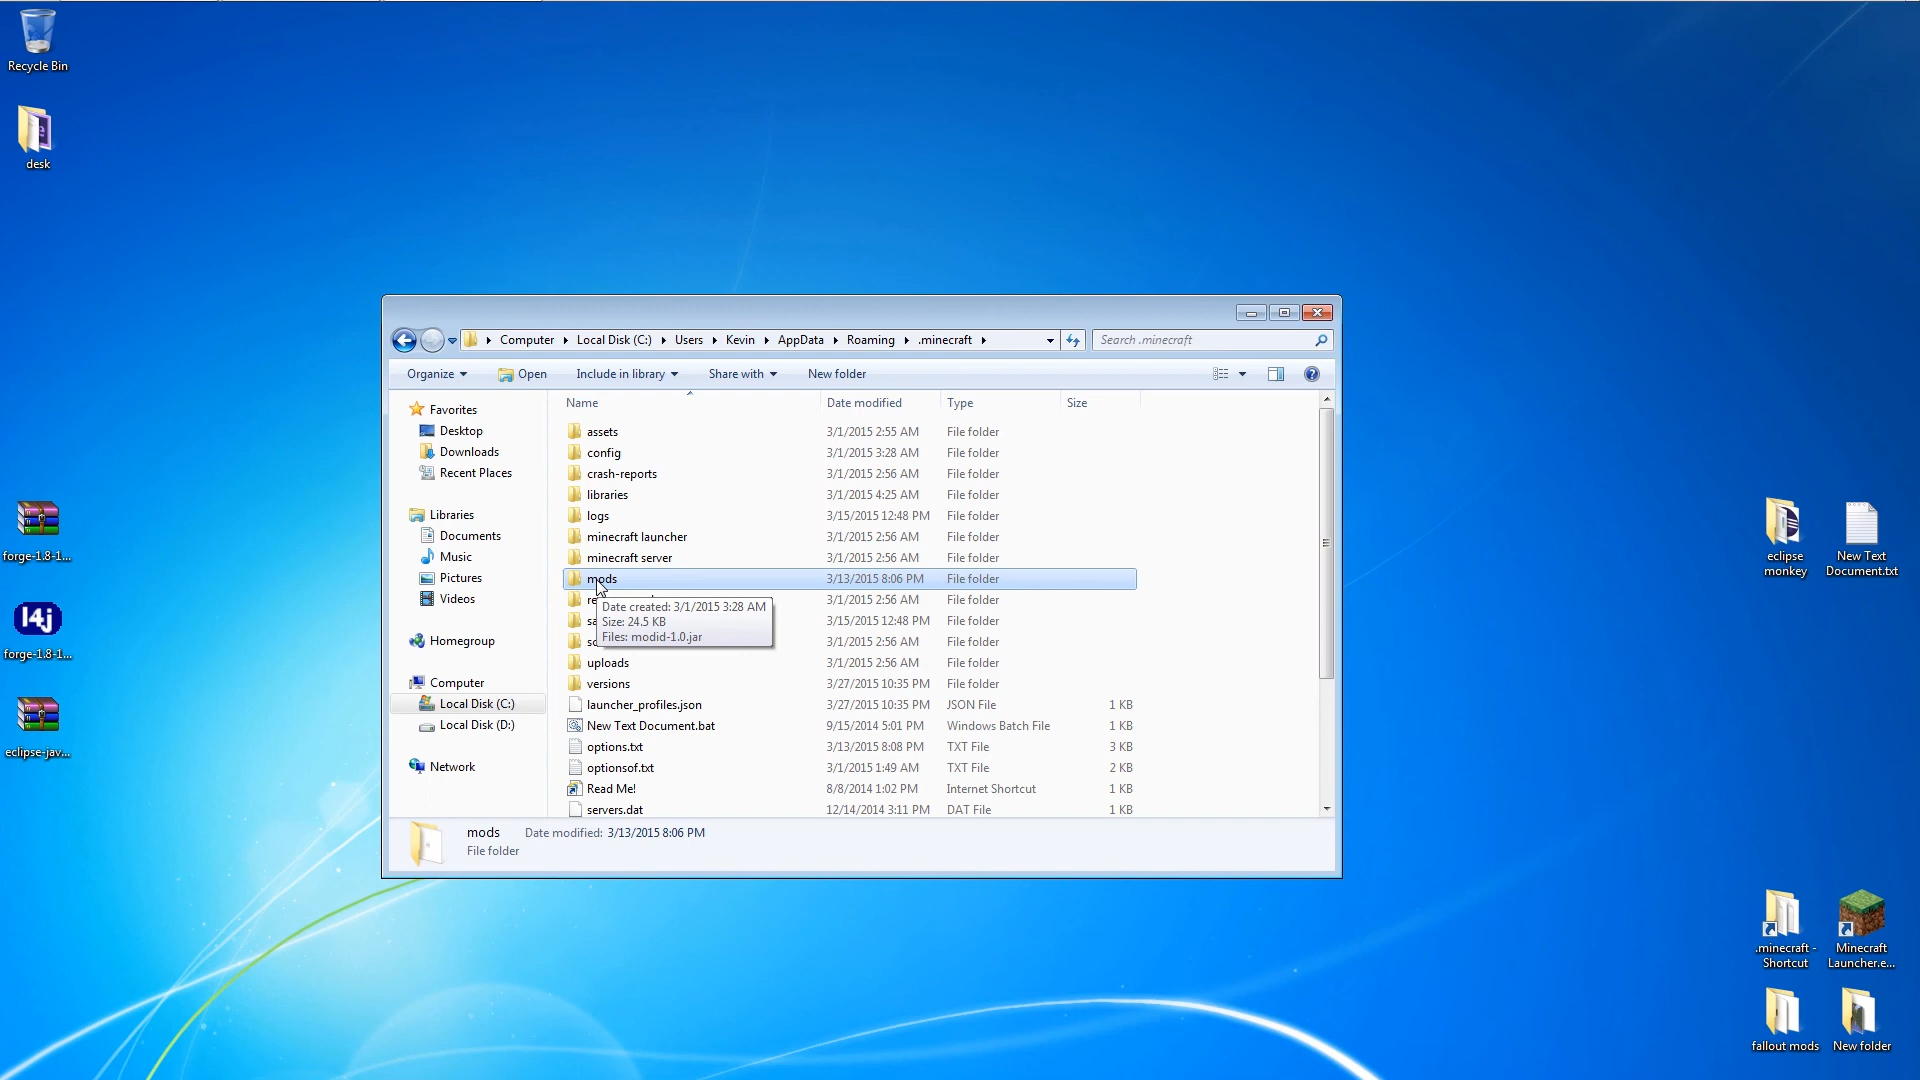 Recycle Bin
desk
forge-1.8-1...
forge-1.8-1...
eclipse-jav...
Computer Local Disk (C:) Users Kevin AppData Roaming .minecraft
Search .minecraft
Organize Open Include in library Share with New folder
Favorites
Desktop
Downloads
Recent Places
Libraries
Documents
Music
Pictures
Videos
Homegroup
Computer
Local Disk (C:)
Local Disk (D:)
Network
Name Date modified Type Size
assets 3/1/2015 2:55 AM File folder
config 3/1/2015 3:28 AM File folder
crash-reports 3/1/2015 2:56 AM File folder
libraries 3/1/2015 4:25 AM File folder
logs 3/15/2015 12:48 PM File folder
minecraft launcher 3/1/2015 2:56 AM File folder
minecraft server 3/1/2015 2:56 AM File folder
mods 3/13/2015 8:06 PM File folder
3/1/2015 2:56 AM File folder
3/15/2015 12:48 PM File folder
3/1/2015 2:56 AM File folder
Date created: 3/1/2015 3:28 AM
Size: 24.5 KB
Files: modid-1.0.jar
uploads 3/1/2015 2:56 AM File folder
versions 3/27/2015 10:35 PM File folder
launcher_profiles.json 3/27/2015 10:35 PM JSON File 1 KB
New Text Document.bat 9/15/2014 5:01 PM Windows Batch File 1 KB
options.txt 3/13/2015 8:08 PM TXT File 3 KB
optionsof.txt 3/1/2015 1:49 AM TXT File 2 KB
Read Me! 8/8/2014 1:02 PM Internet Shortcut 1 KB
servers.dat 12/14/2014 3:11 PM DAT File 1 KB
mods Date modified: 3/13/2015 8:06 PM
File folder
eclipse
monkey
New Text
Document.txt
.minecraft -
Shortcut
Minecraft
Launcher.e...
fallout mods
New folder
I4j